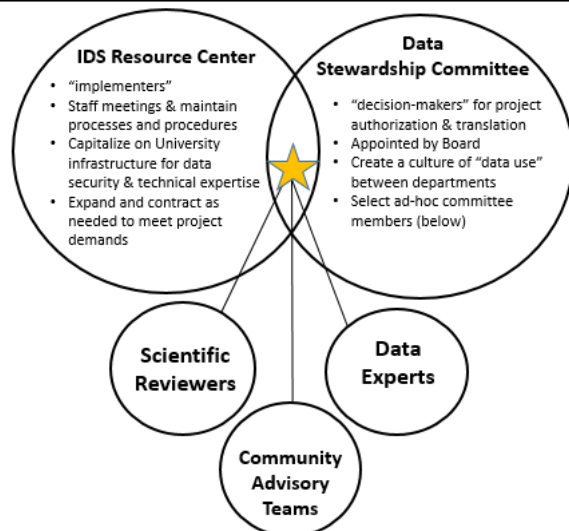 IDS Resource Center
• “implementers”
• Staff meetings & maintain
processes and procedures
• Capitalize on University
infrastructure for data
security & technical expertise
• Expand and contract as
needed to meet project
demands
Data
Stewardship Committee
• “decision-makers” for project
authorization & translation
• Appointed by Board
• Create a culture of “data use”
between departments
• Select ad-hoc committee
members (below)
Scientific
Reviewers
Data
Experts
Community
Advisory
Teams